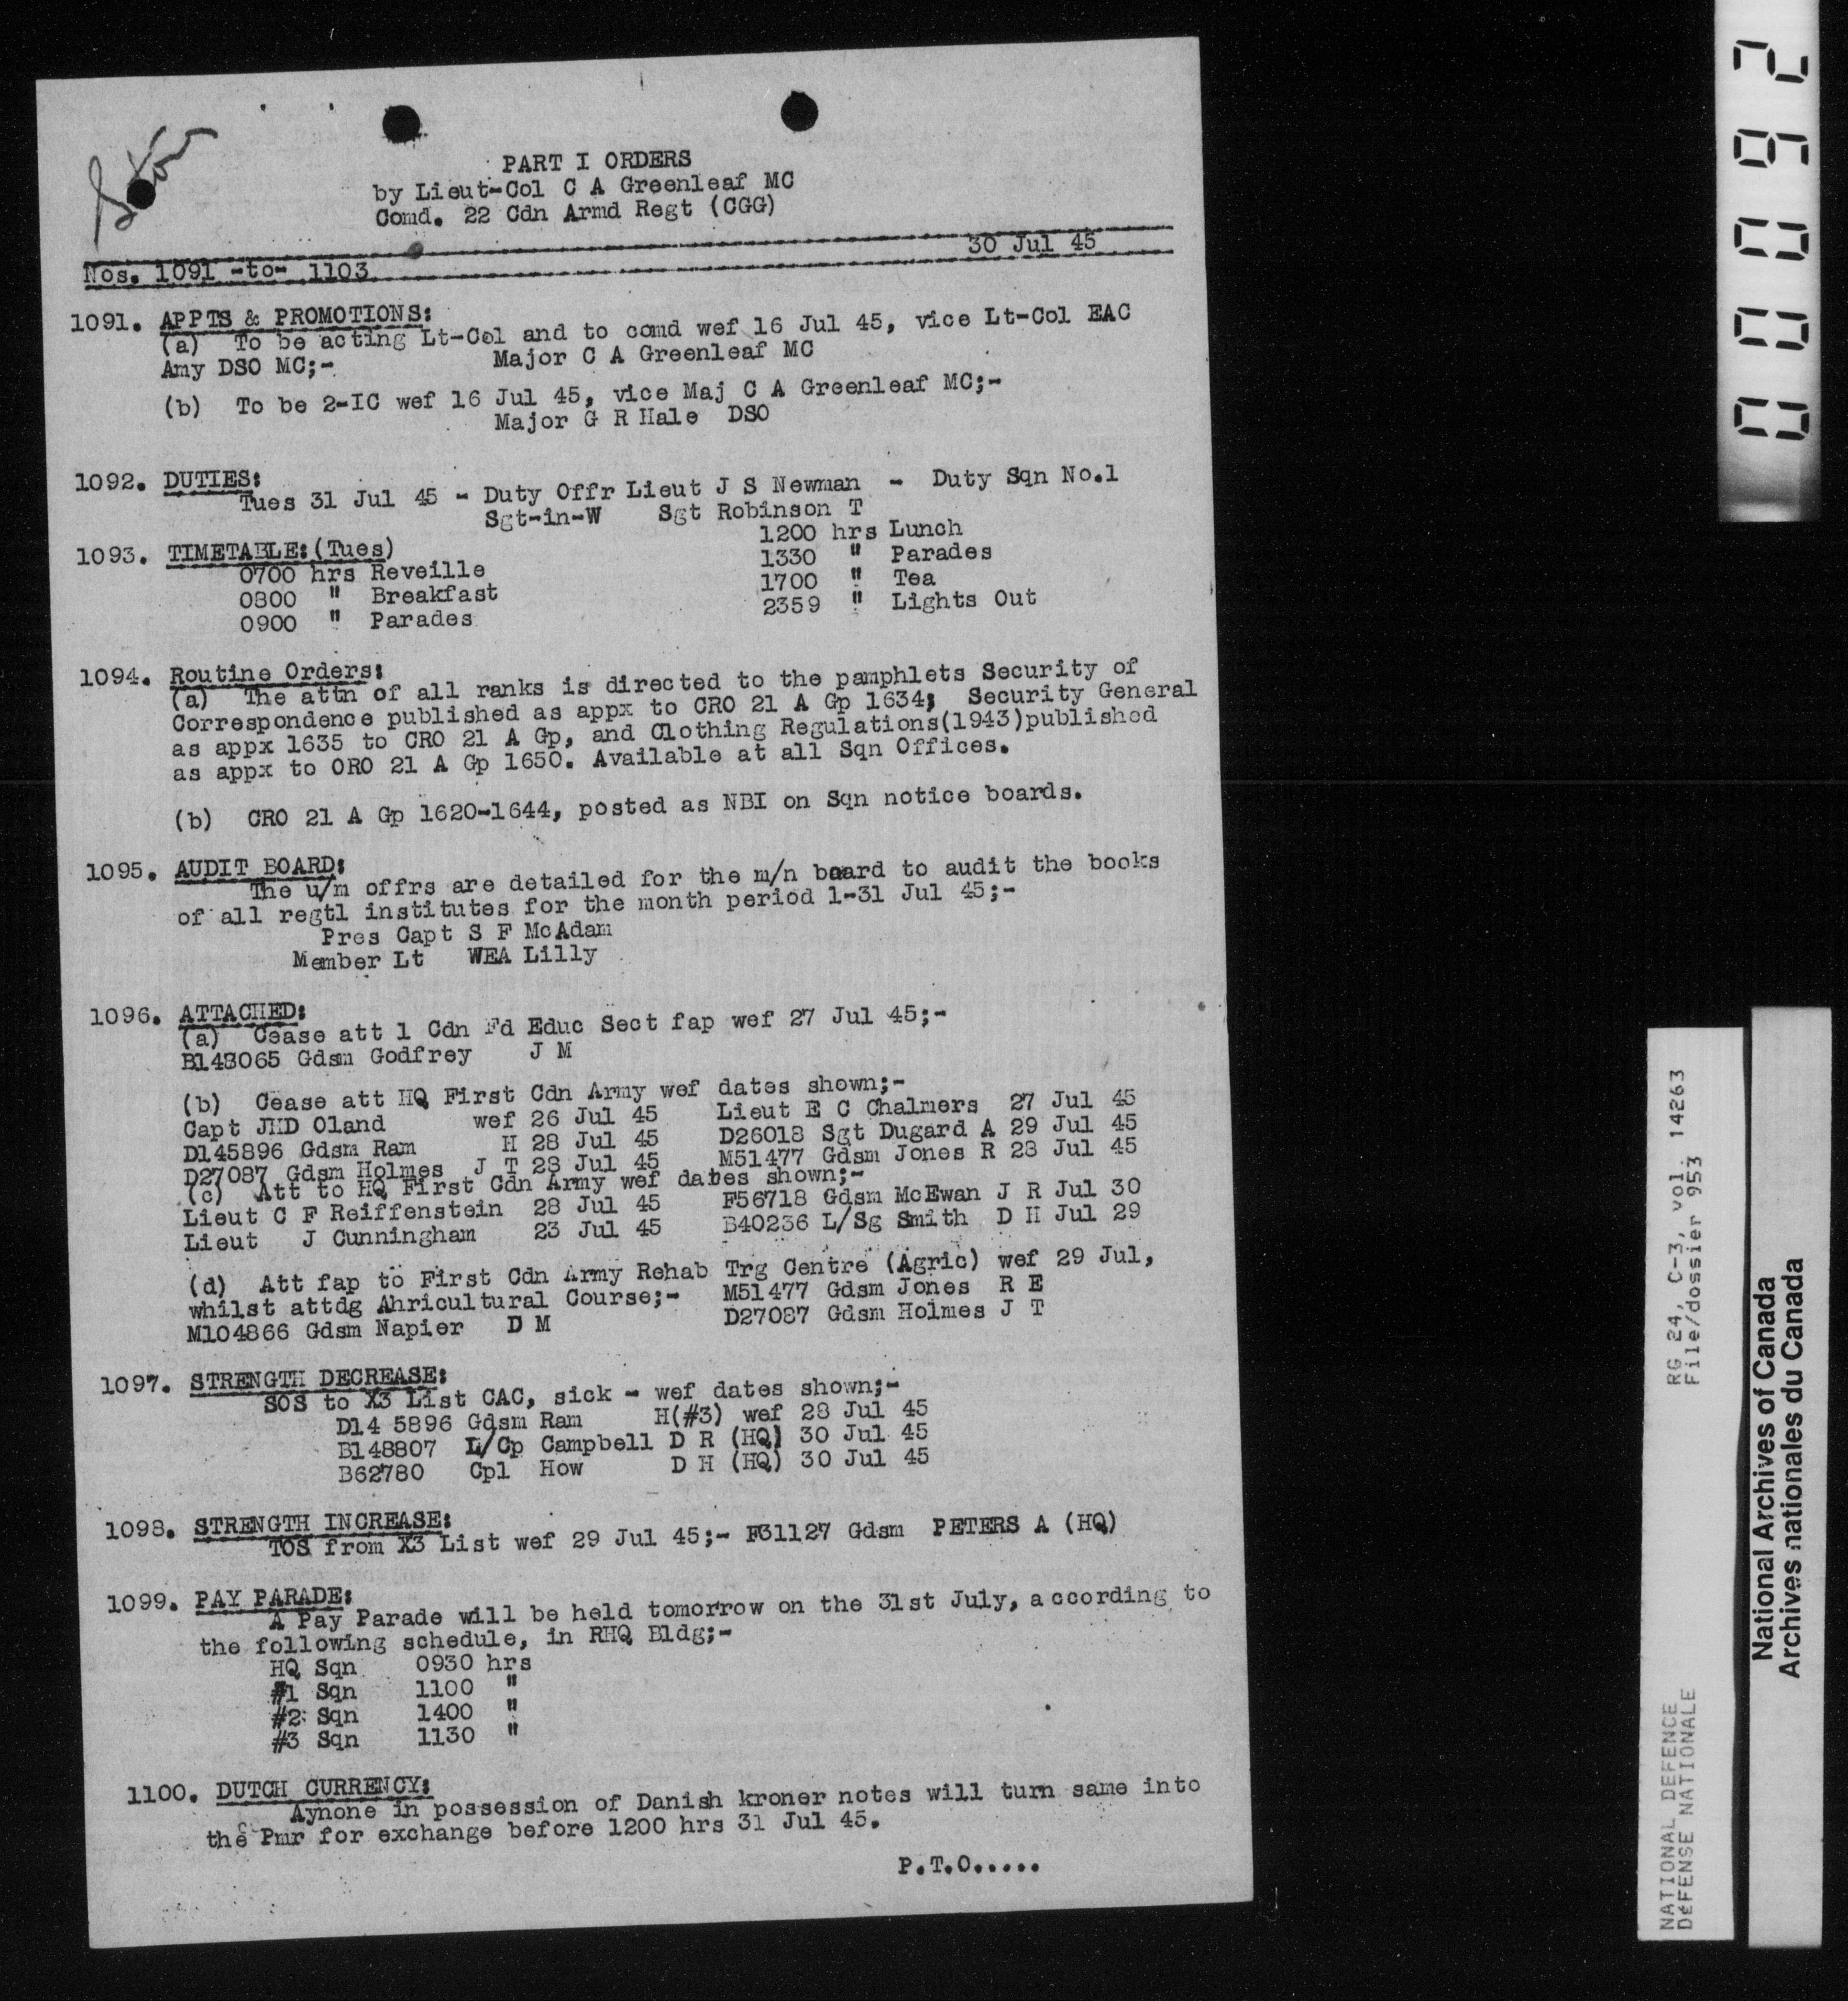 PART I ORDERS
by Lieut-Col C A Greenleaf MC
Comd. 22 Cdn Armd Regt (CGG)
30 Jul 45
Nos. 1091 -to- 1103
1091. APPTS & PROMOTIONS:
(a) To be acting Lt-Col and to comd wef 16 Jul 45, vice Lt-Col EAC
Amy DSO MC;- Major C A Greenleaf MC
(b) To be 2-IC wef 16 Jul 45, vice Maj C A Greenleaf MC;-
Major G R Hale DSO
1092. DUTIES:
Tues 31 Jul 45 - Duty Offr Lieut J S Newman - Duty Sqn No.1
Sgt-in-W Sgt Robinson T
1093. TIMETABLE:(Tues)
0700 hrs Reveille
0800 " Breakfast
0900 " Parades
1200 hrs Lunch
1330 " Parades
1700 " Tea
2359 " Lights Out
1094. Routine Orders:
(a) The attn of all ranks is directed to the pamphlets Security of
Correspondence published as appx to CRO 21 A Gp 1634; Security General
as appx 1635 to CRO 21 A Gp, and Clothing Regulations(1943)published
as appx to ORO 21 A Gp 1650. Available at all Sqn Offices.
(b) CRO 21 A Gp 1620-1644, posted as NBI on Sqn notice boards.
1095. AUDIT BOARD:
The u/m offrs are detailed for the m/n board to audit the books
of all regtl institutes for the month period 1-31 Jul 45;-
Pres Capt S F McAdam
Member Lt WEA Lilly
1096. ATTACHED:
(a) Cease att 1 Cdn Fd Educ Sect fap wef 27 Jul 45;-
B148065 Gdsm Godfrey J M
(b) Cease att HQ First Cdn Army wef dates shown;-
Capt JHD Oland wef 26 Jul 45 Lieut E C Chalmers 27 Jul 45
D145896 Gdsm Ram H 28 Jul 45 D26018 Sgt Dugard A 29 Jul 45
D27087 Gdsm Holmes J T 28 Jul 45 M51477 Gdsm Jones R 28 Jul 45
(c) Att to HQ First Cdn Army wef dates shown;-
Lieut C F Reiffenstein 28 Jul 45 F56718 Gdsm McEwan J R Jul 30
Lieut J Cunningham 23 Jul 45 B40236 L/Sg Smith D H Jul 29
(d) Att fap to First Cdn Army Rehab Trg Centre (Agric) wef 29 Jul,
whilst attdg Ahricultural Course;- M51477 Gdsm Jones R E
M104866 Gdsm Napier D M D27087 Gdsm Holmes J T
1097. STRENGTH DECREASE:
SOS to X3 List CAC, sick - wef dates shown;-
D14 5896 Gdsm Ram H(#3) wef 28 Jul 45
B148807 L/Cp Campbell D R (HQ) 30 Jul 45
B62780 Cpl How D H (HQ) 30 Jul 45
1098. STRENGTH INCREASE:
TOS from X3 List wef 29 Jul 45;- F31127 Gdsm PETERS A (HQ)
1099. PAY PARADE:
A Pay Parade will be held tomorrow on the 31st July, according to
the following schedule, in RHQ Bldg;-
HQ Sqn 0930 hrs
#1 Sqn 1100 "
#2 Sqn 1400 "
#3 Sqn 1130 "
1100. DUTCH CURRENCY:
Aynone in possession of Danish kroner notes will turn same into
the Pmr for exchange before 1200 hrs 31 Jul 45.
P.T.O.....
000092
RG 24, C-3, vol. 14263
File/dossier 953
NATIONAL DEFENCE
DéFENSE NATIONALE
National Archives of Canada
Archives nationales du Canada